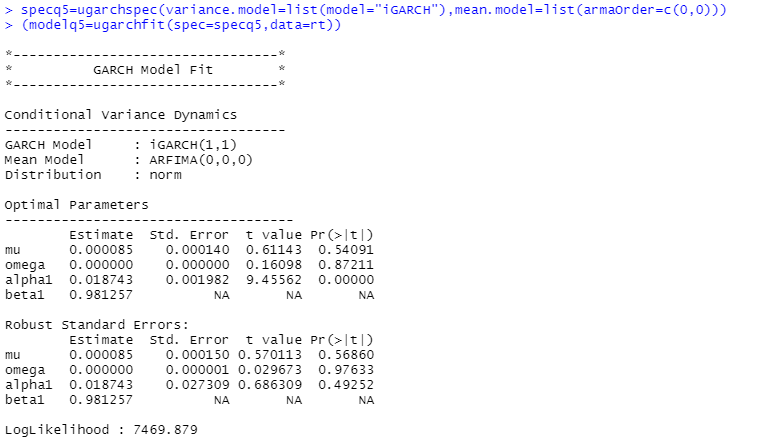 > specq5=ugarchspec(variance.model=list(model="iGARCH"),mean.model=list(armaOrder=c(0,0)))
> (modelq5=ugarchfit(spec=specq5,data=rt))
*---------------------------------*
*          GARCH Model Fit        *
*---------------------------------*
Conditional Variance Dynamics
-----------------------------------
GARCH Model     : iGARCH(1,1)
Mean Model      : ARFIMA(0,0,0)
Distribution    : norm
Optimal Parameters
------------------------------------
        Estimate  Std. Error  t value Pr(>|t|)
mu      0.000085    0.000140  0.61143  0.54091
omega   0.000000    0.000000  0.16098  0.87211
alpha1  0.018743    0.001982  9.45562  0.00000
beta1   0.981257          NA       NA       NA
Robust Standard Errors:
        Estimate  Std. Error  t value Pr(>|t|)
mu      0.000085    0.000150 0.570113  0.56860
omega   0.000000    0.000001 0.029673  0.97633
alpha1  0.018743    0.027309 0.686309  0.49252
beta1   0.981257          NA       NA       NA
LogLikelihood : 7469.879